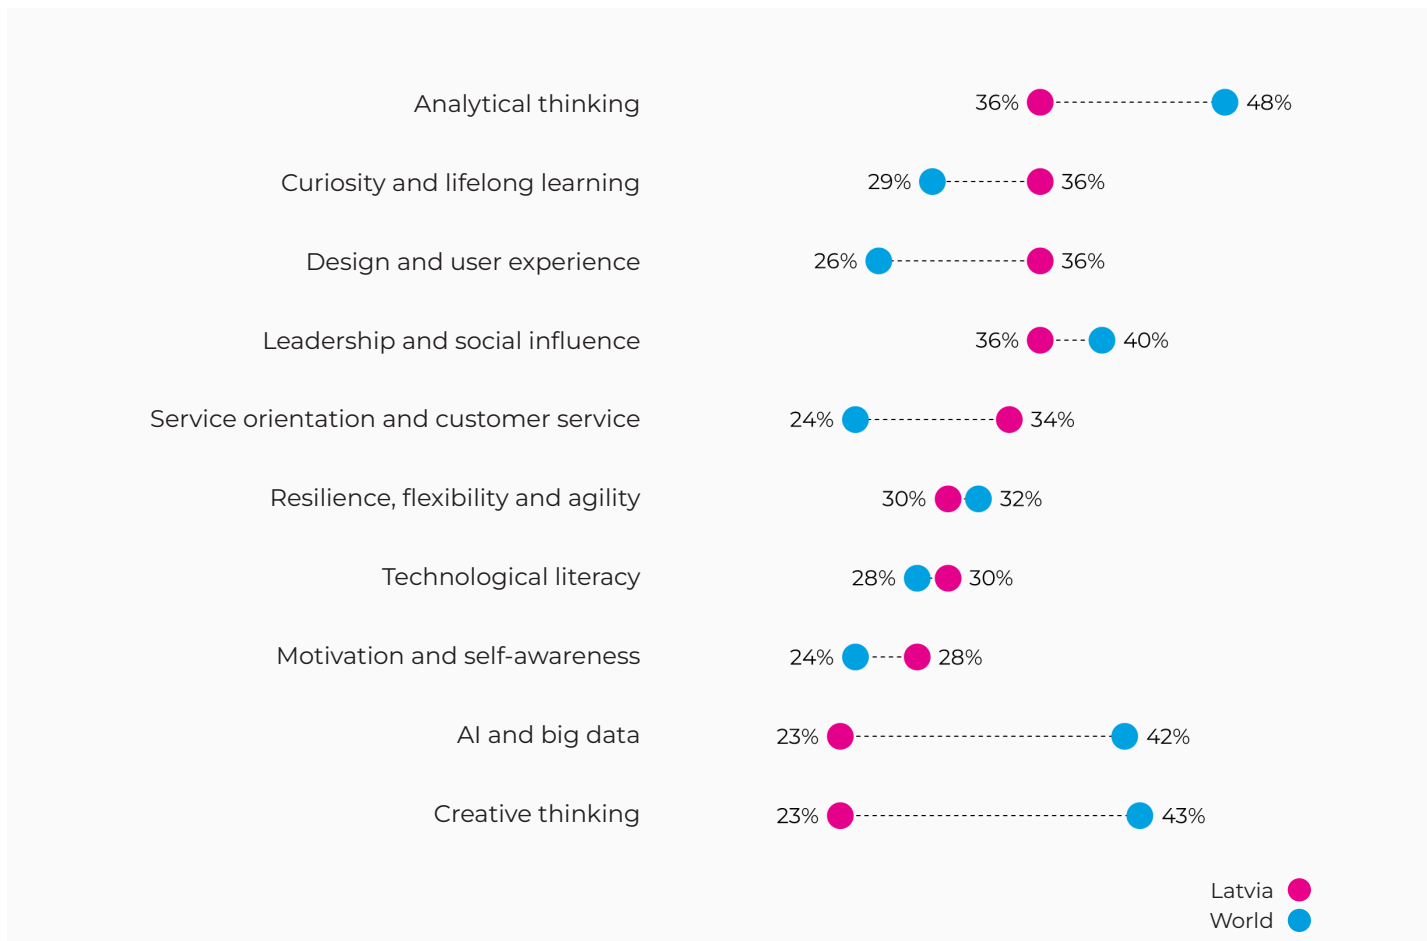 Analytical thinking 36% 48%
Curiosity and lifelong learning 29% 36%
Design and user experience 26% 36%
Leadership and social influence 36% 40%
Service orientation and customer service 24% 34%
Resilience, flexibility and agility 30% 32%
Technological literacy 28% 30%
Motivation and self-awareness 24% 28%
AI and big data 23% 42%
Creative thinking 23% 43%
Latvia
World